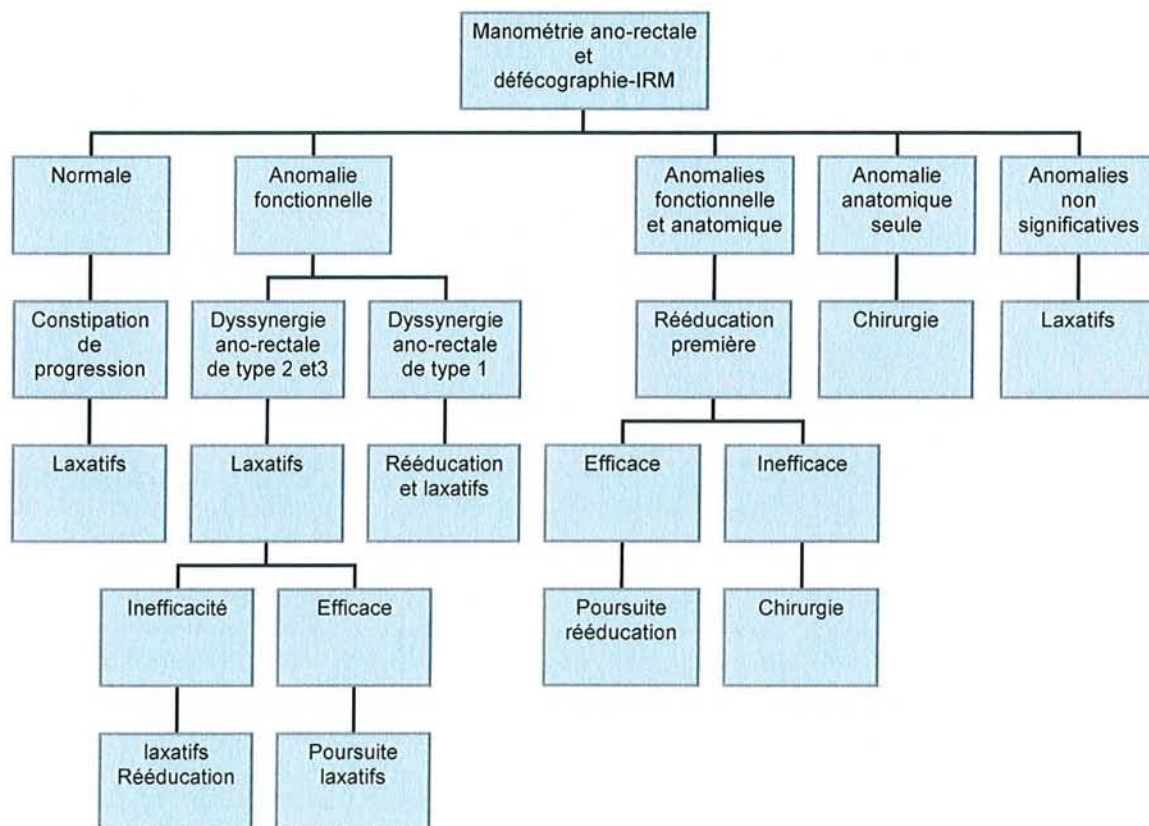 Manométrie ano-rectale
et
défécographie-IRM
Normale
Anomalie
fonctionnelle
Anomalies
fonctionnelle
et anatomique
Anomalie
anatomique
seule
Anomalies
non
significatives
Constipation
de
progression
Dyssynergie
ano-rectale
de type 2 et3
Dyssynergie
ano-rectale
de type 1
Rééducation
première
Chirurgie
Laxatifs
Laxatifs
Laxatifs
Rééducation
et laxatifs
Efficace
Inefficace
Inefficacité
Efficace
Poursuite
rééducation
Chirurgie
laxatifs
Rééducation
Poursuite
laxatifs